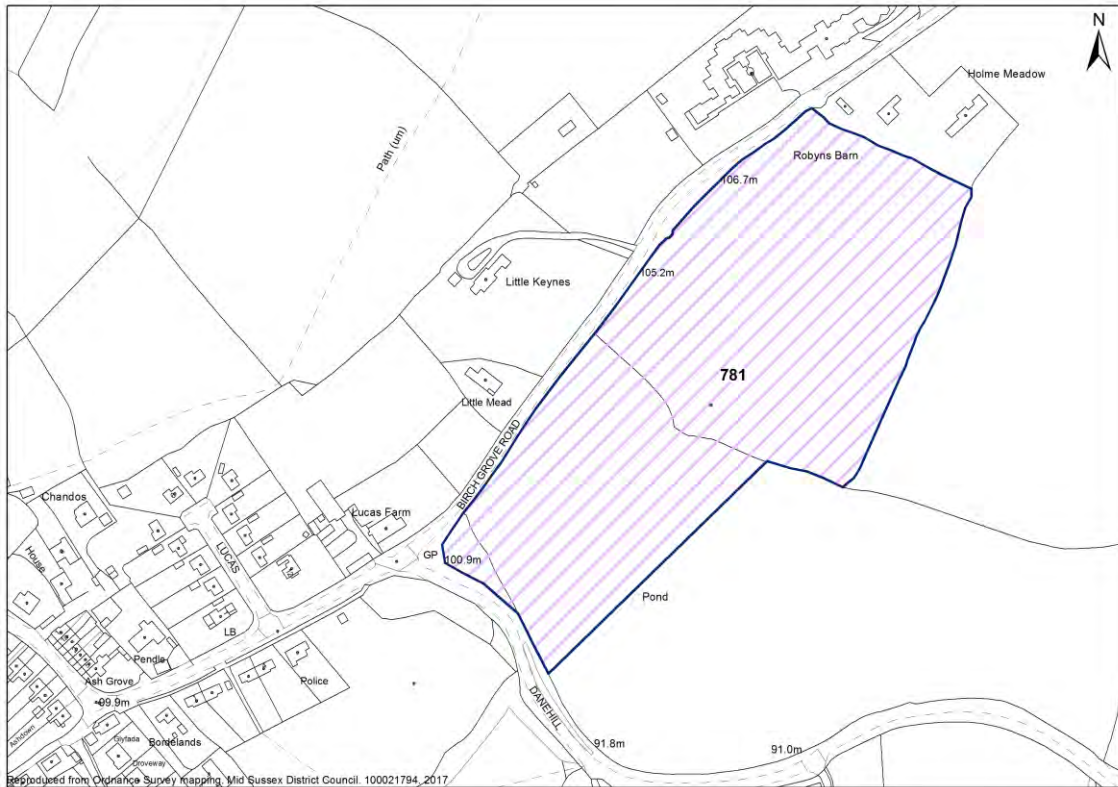 N
Holme Meadow
Path (um)
Robyns Barn
106.7m
105.2m
Little Keynes
781
Little Mead
BIRCH GROVE ROAD
Chandos
Lucas Farm
House
LUCAS
GP
100.9m
Pond
LB
Pendle
Ash Grove
Police
99.9m
DANEHILL
Glyfada
Bordelands
Ashdown
Droveway
91.8m
91.0m
Reproduced from Ordnance Survey mapping. Mid Sussex District Council. 100021794, 2017